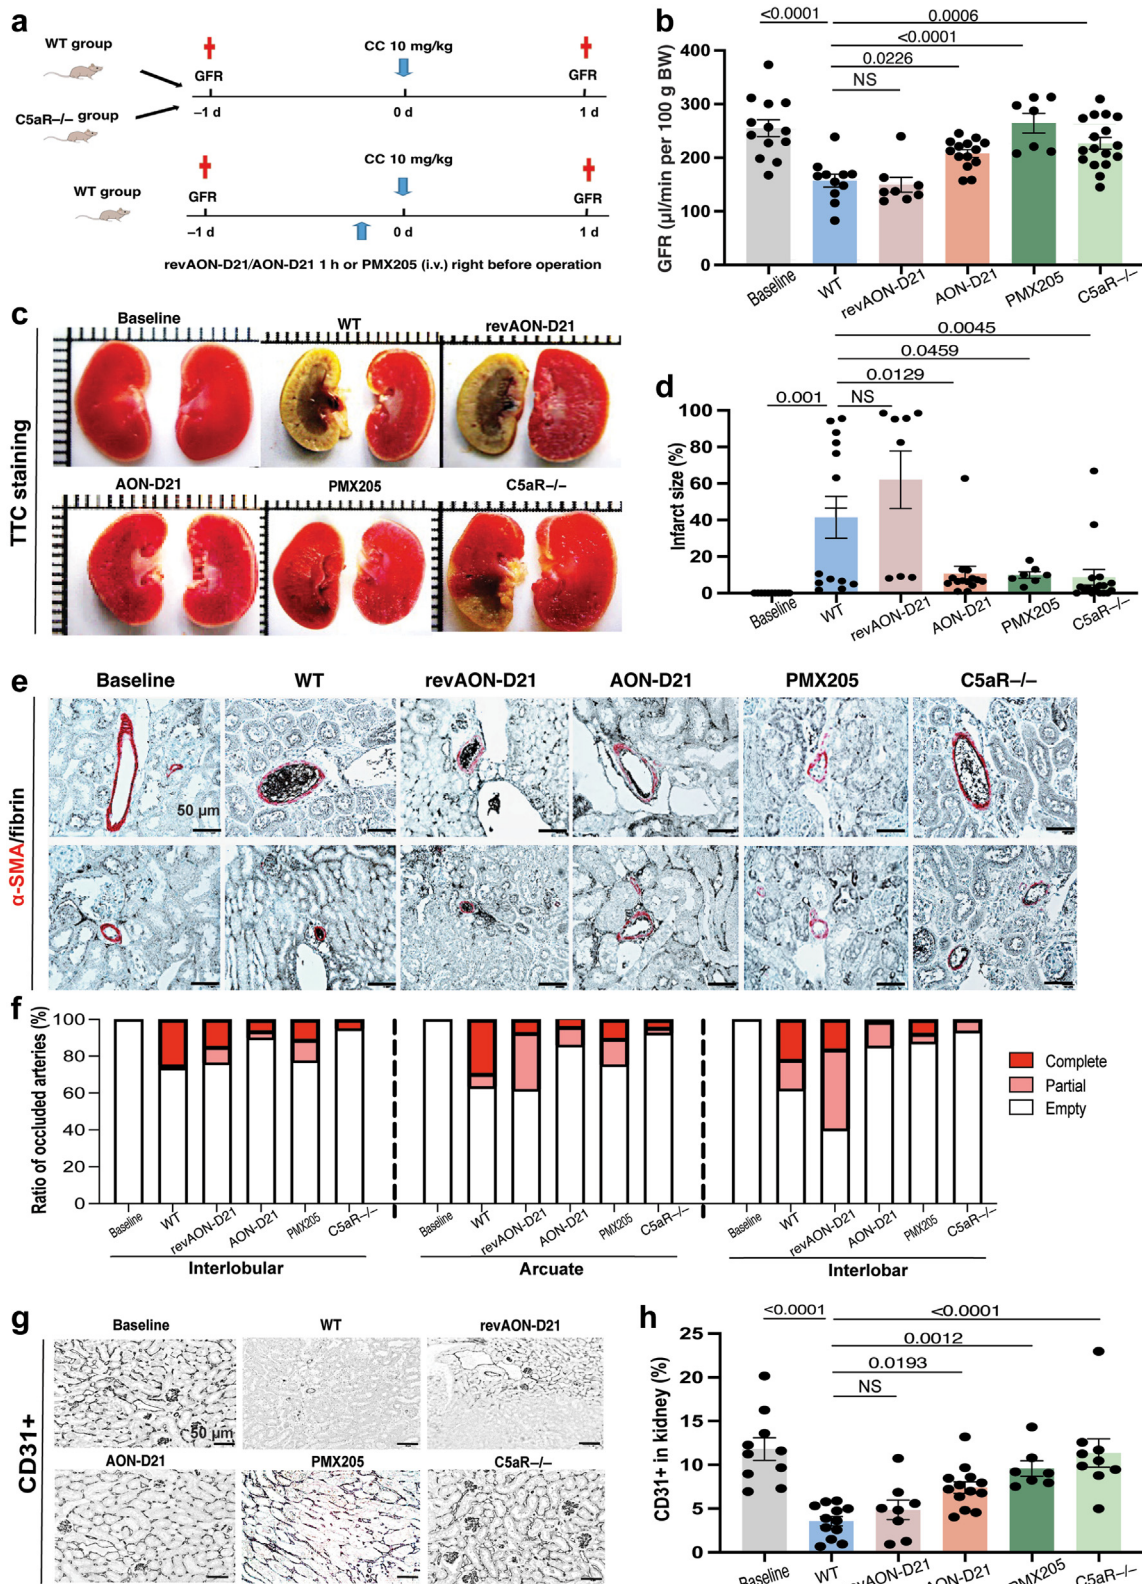 a
WT group
CC 10 mg/kg
GFR
GFR
C5aR–/– group
–1 d
0 d
1 d
CC 10 mg/kg
WT group
GFR
GFR
–1 d
0 d
1 d
revAON-D21/AON-D21 1 h or PMX205 (i.v.) right before operation
b
<0.0001
0.0006
<0.0001
0.0226
NS
GFR (µl/min per 100 g BW)
400
300
200
100
0
Baseline
WT
revAON-D21
AON-D21
PMX205
C5aR–/–
c
TTC staining
Baseline
WT
revAON-D21
AON-D21
PMX205
C5aR–/–
d
0.0045
0.0459
0.0129
0.001
NS
Infarct size (%)
100
80
60
40
20
0
Baseline
WT
revAON-D21
AON-D21
PMX205
C5aR–/–
e
Baseline
WT
revAON-D21
AON-D21
PMX205
C5aR–/–
α-SMA/fibrin
50 µm
f
Ratio of occluded arteries (%)
100
80
60
40
20
0
Baseline
WT
revAON-D21
AON-D21
PMX205
C5aR–/–
Interlobular
Baseline
WT
revAON-D21
AON-D21
PMX205
C5aR–/–
Arcuate
Baseline
WT
revAON-D21
AON-D21
PMX205
C5aR–/–
Interlobar
Complete
Partial
Empty
g
CD31+
Baseline
WT
revAON-D21
50 µm
AON-D21
PMX205
C5aR–/–
h
<0.0001
<0.0001
0.0012
0.0193
NS
CD31+ in kidney (%)
25
20
15
10
5
0
Baseline
WT
revAON-D21
AON-D21
PMX205
C5aR–/–